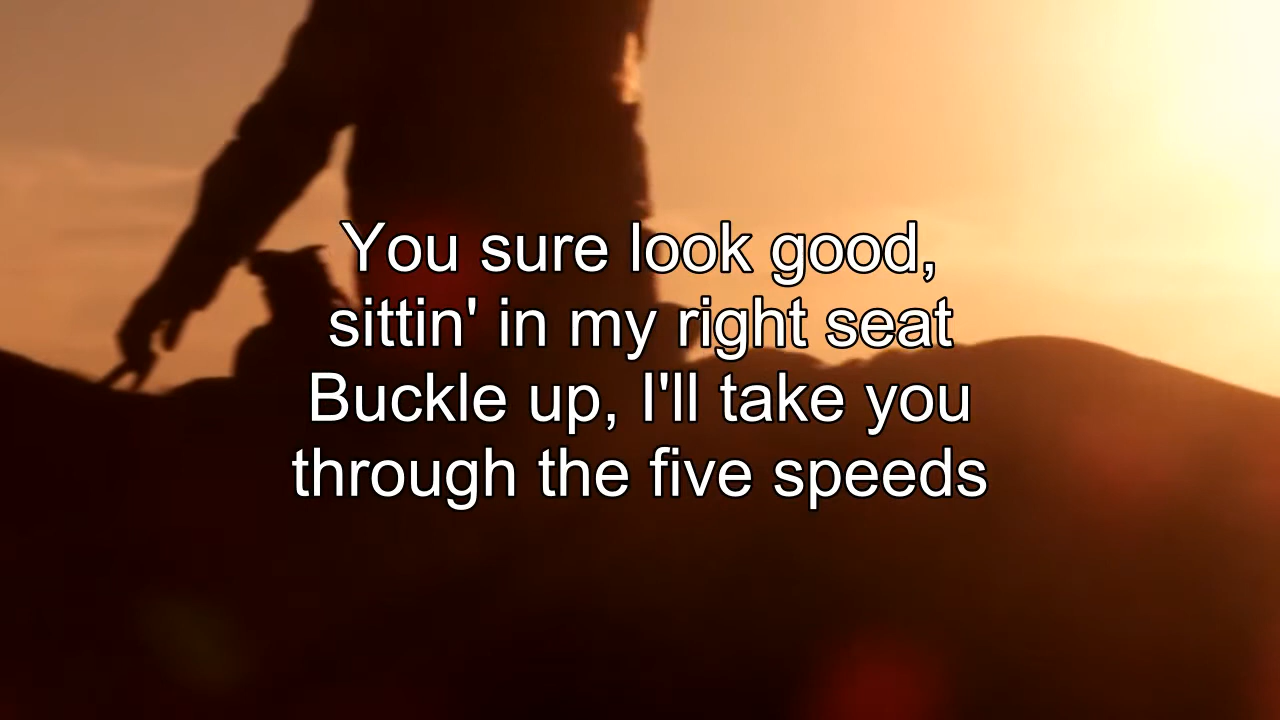 You sure look good,
sittin' in my right seat
Buckle up, I'll take you
through the five speeds